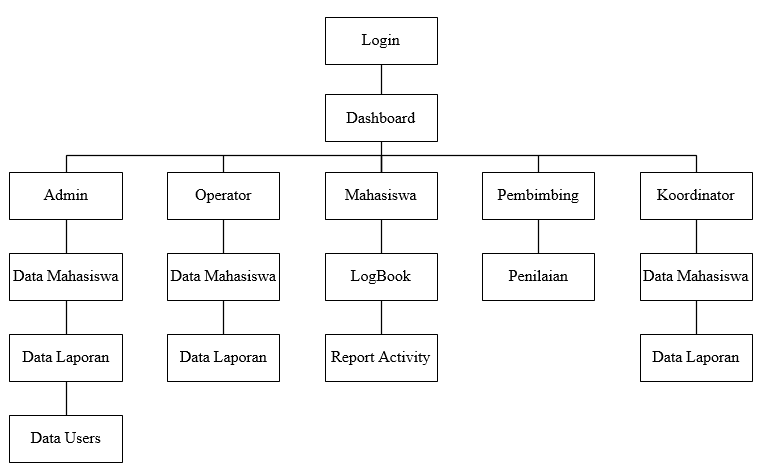 Login
Dashboard
Admin
Operator
Mahasiswa
Pembimbing
Koordinator
Data Mahasiswa
Data Mahasiswa
LogBook
Penilaian
Data Mahasiswa
Data Laporan
Data Laporan
Report Activity
Data Laporan
Data Users